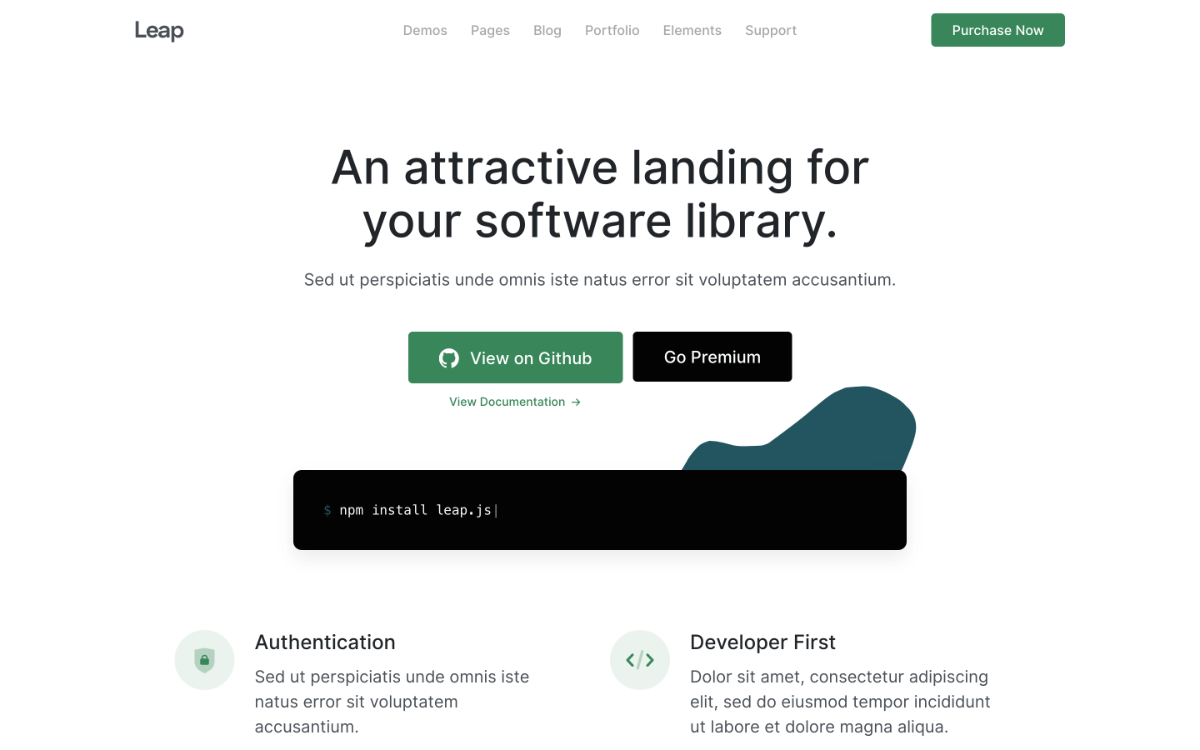 Leap
Demos Pages Blog Portfolio Elements Support
Purchase Now
An attractive landing for
your software library.
Sed ut perspiciatis unde omnis iste natus error sit voluptatem accusantium.
View on Github
Go Premium
View Documentation →
$ npm install leap.js|
Authentication
Sed ut perspiciatis unde omnis iste
natus error sit voluptatem
accusantium.
Developer First
Dolor sit amet, consectetur adipiscing
elit, sed do eiusmod tempor incididunt
ut labore et dolore magna aliqua.